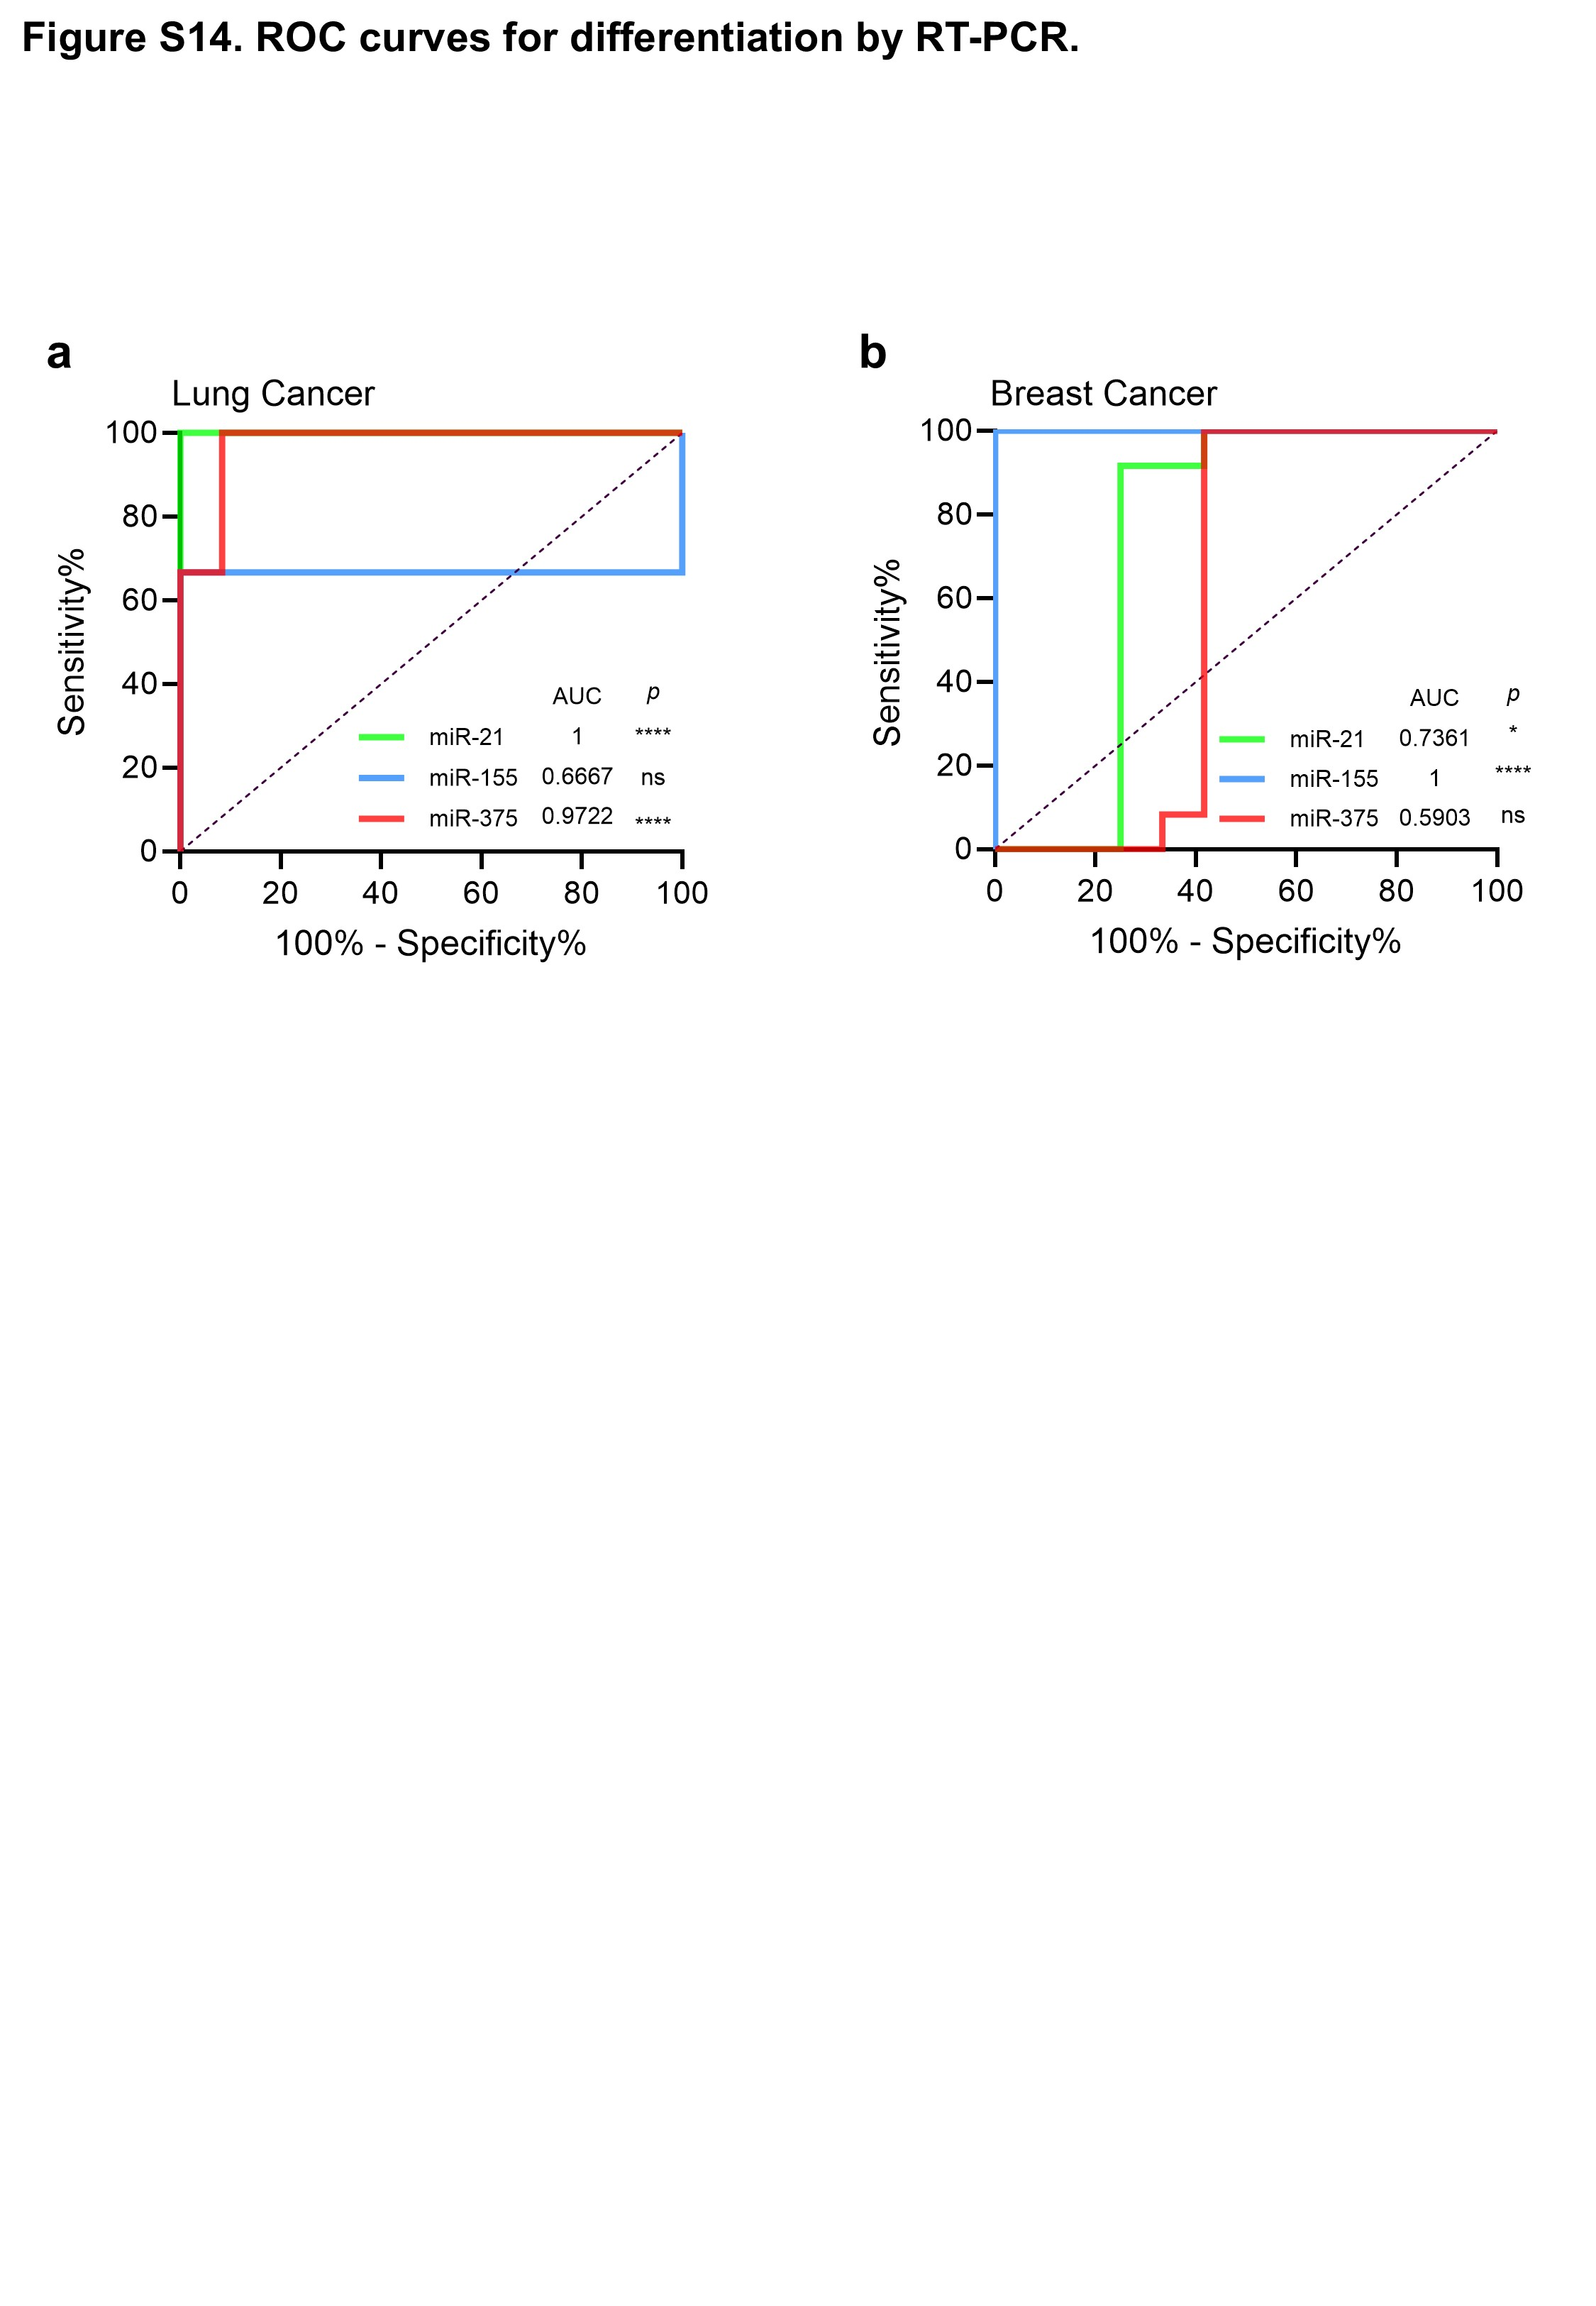 Figure S14. ROC curves for differentiation by RT-PCR.
a
Lung Cancer
100
80
60
40
20
0
Sensitivity%
AUC p
miR-21 1 ****
miR-155 0.6667 ns
miR-375 0.9722 ****
0 20 40 60 80 100
100% - Specificity%
b
Breast Cancer
100
80
60
40
20
0
Sensitivity%
AUC p
miR-21 0.7361 *
miR-155 1 ****
miR-375 0.5903 ns
0 20 40 60 80 100
100% - Specificity%